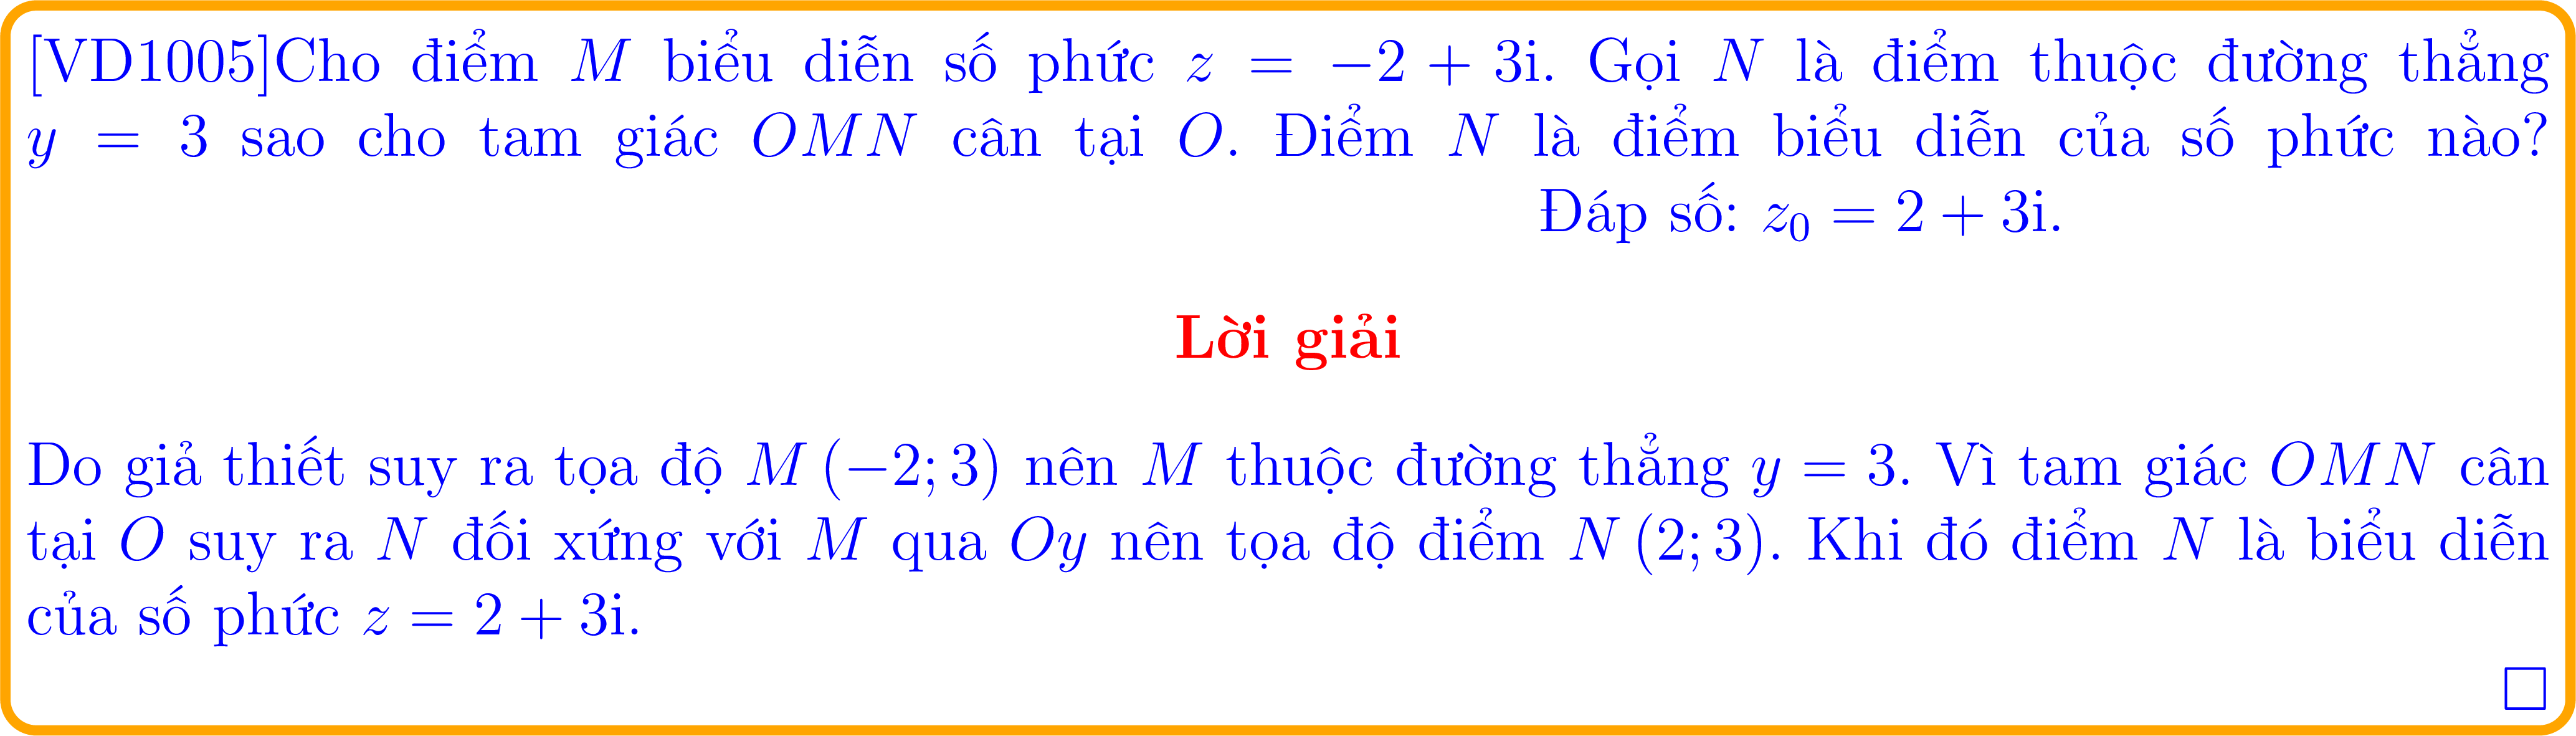 [VD1005]Cho điểm M biểu diễn số phức z = −2 + 3i. Gọi N là điểm thuộc đường thẳng
y = 3 sao cho tam giác OMN cân tại O. Điểm N là điểm biểu diễn của số phức nào?
Đáp số: z₀ = 2 + 3i.
Lời giải
Do giả thiết suy ra tọa độ M (−2; 3) nên M thuộc đường thẳng y = 3. Vì tam giác OMN cân
tại O suy ra N đối xứng với M qua Oy nên tọa độ điểm N (2; 3). Khi đó điểm N là biểu diễn
của số phức z = 2 + 3i.
□